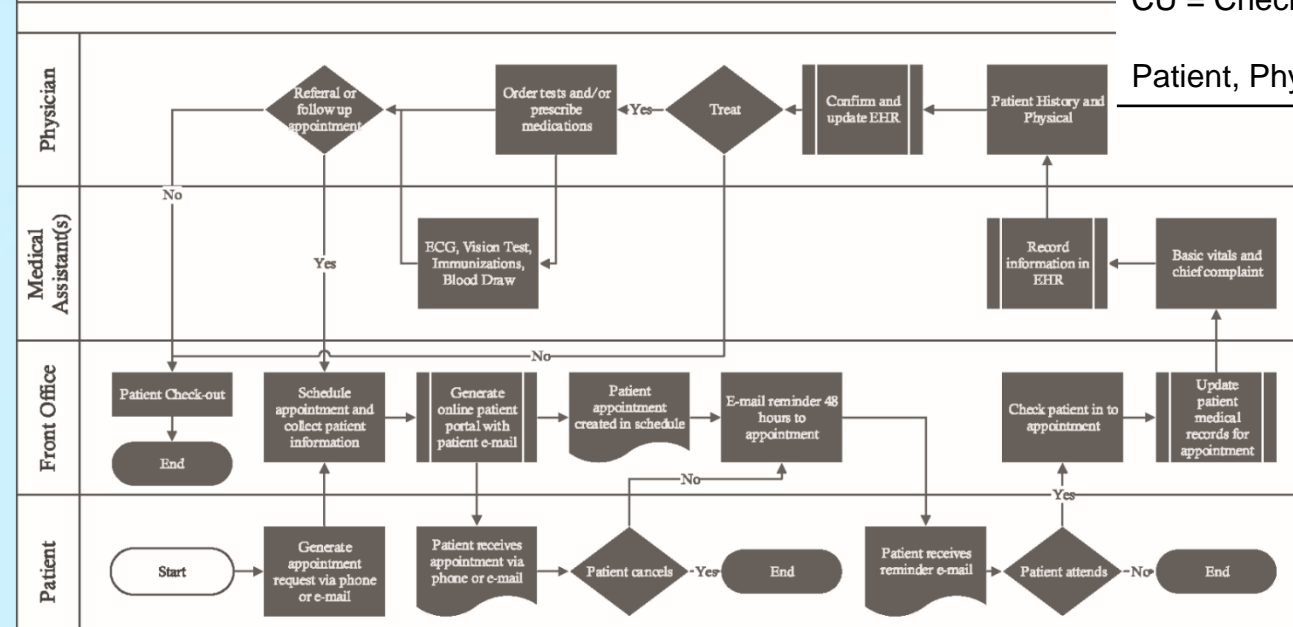 CU = Check
Patient, Phy
Physician
Referral or
follow up
appointment
Order tests and/or
prescribe
medications
Yes
Treat
Confirm and
update EHR
Patient History and
Physical
No
Medical
Assistant(s)
Yes
ECG, Vision Test,
Immunizations,
Blood Draw
Record
information in
EHR
Basic vitals and
chief complaint
No
Front Office
Patient Check-out
End
Schedule
appointment and
collect patient
information
Generate
online patient
portal with
patient e-mail
Patient
appointment
created in schedule
E-mail reminder 48
hours to
appointment
Check patient in to
appointment
Update
patient
medical
records for
appointment
No
Yes
Patient
Start
Generate
appointment
request via phone
or e-mail
Patient receives
appointment via
phone or e-mail
Patient cancels
Yes
End
Patient receives
reminder e-mail
Patient attends
No
End